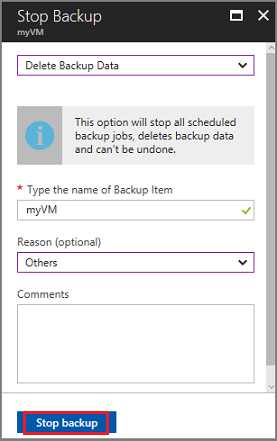 Stop Backup
myVM
Delete Backup Data
This option will stop all scheduled
backup jobs, deletes backup data
and can't be undone.
* Type the name of Backup Item
myVM
Reason (optional)
Others
Comments
Stop backup